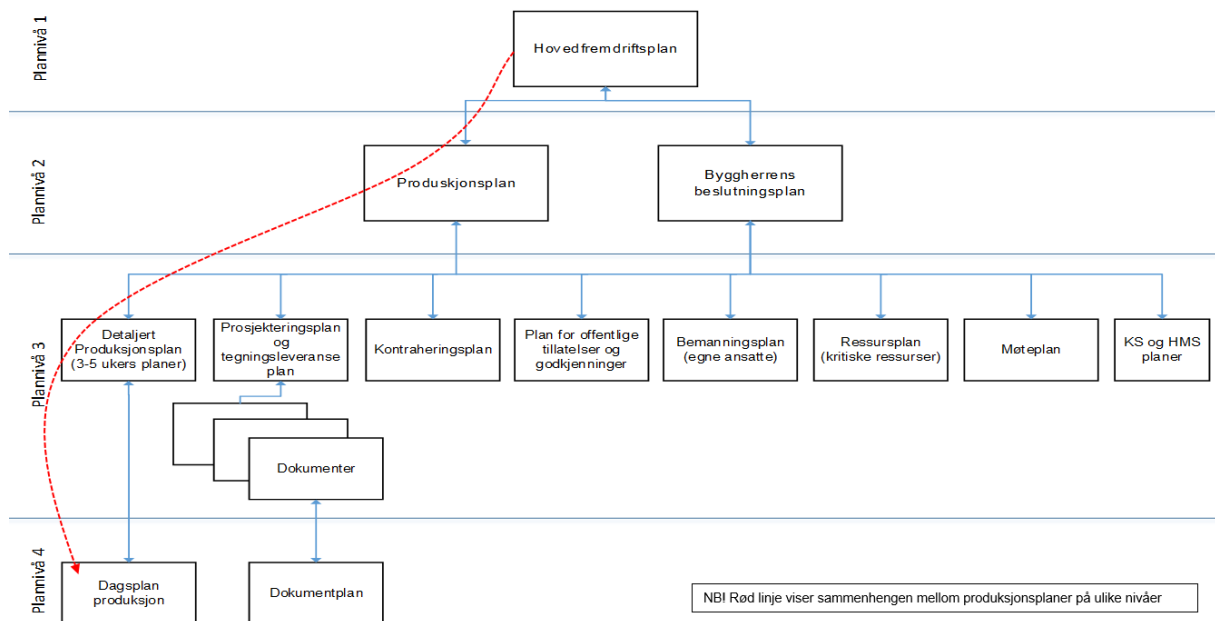 Plannivå 1
Hovedfremdriftsplan
Plannivå 2
Produskjonsplan
Byggherrens
beslutningsplan
Plannivå 3
Detaljert
Produksjonsplan
(3-5 ukers planer)
Prosjekteringsplan
og
tegningsleveranse
plan
Kontraheringsplan
Plan for offentlige
tillatelser og
godkjenninger
Bemanningsplan
(egne ansatte)
Ressursplan
(kritiske ressurser)
Møteplan
KS og HMS
planer
Dokumenter
Plannivå 4
Dagsplan
produksjon
Dokumentplan
NB! Rød linje viser sammenhengen mellom produksjonsplaner på ulike nivåer